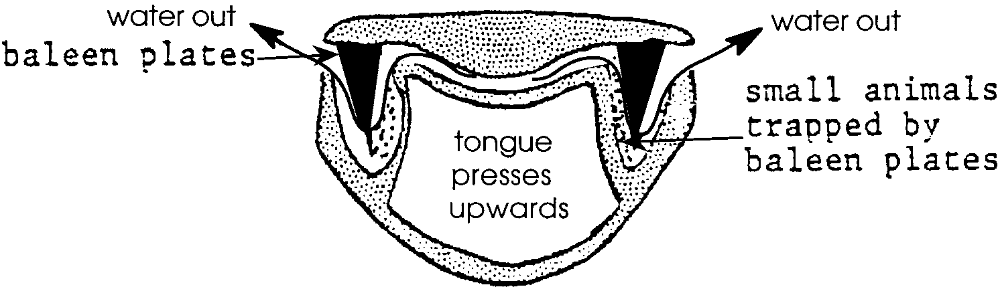 water out
baleen plates
water out
small animals
trapped by
baleen plates
tongue
presses
upwards